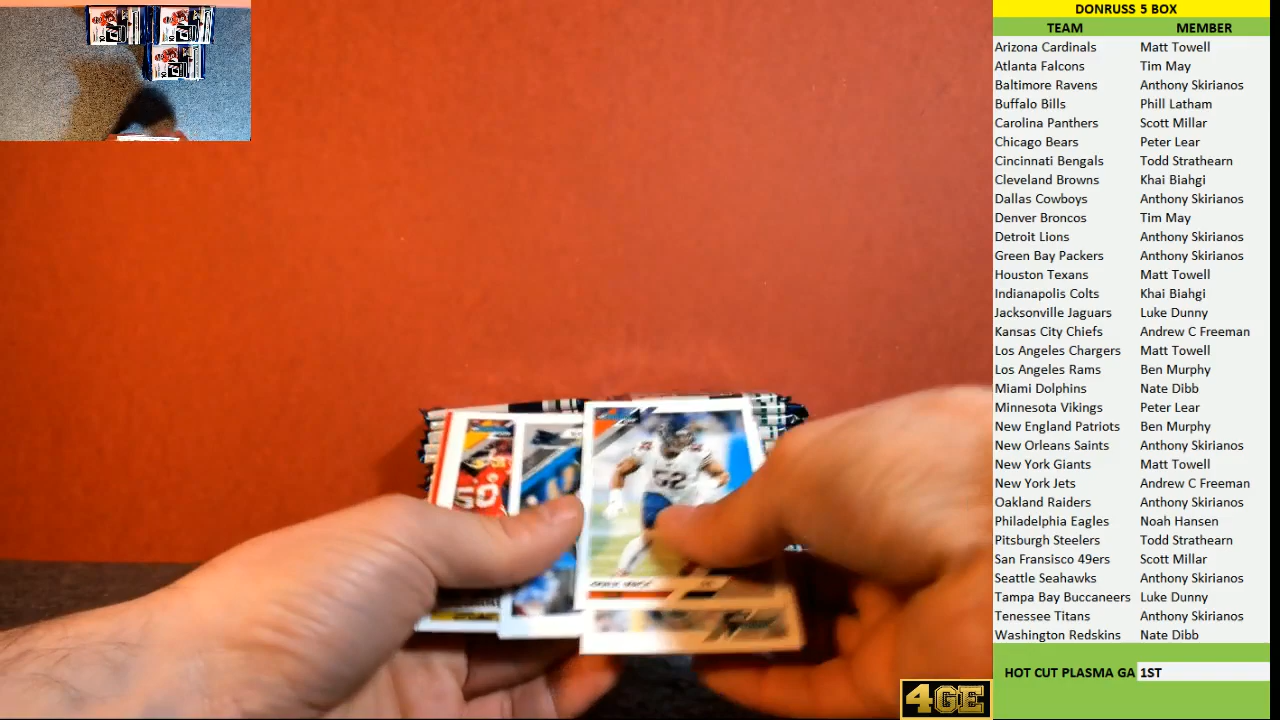 DONRUSS 5 BOX
TEAM MEMBER
Arizona Cardinals Matt Towell
Atlanta Falcons Tim May
Baltimore Ravens Anthony Skirianos
Buffalo Bills Phill Latham
Carolina Panthers Scott Millar
Chicago Bears Peter Lear
Cincinnati Bengals Todd Strathearn
Cleveland Browns Khai Biahgi
Dallas Cowboys Anthony Skirianos
Denver Broncos Tim May
Detroit Lions Anthony Skirianos
Green Bay Packers Anthony Skirianos
Houston Texans Matt Towell
Indianapolis Colts Khai Biahgi
Jacksonville Jaguars Luke Dunny
Kansas City Chiefs Andrew C Freeman
Los Angeles Chargers Matt Towell
Los Angeles Rams Ben Murphy
Miami Dolphins Nate Dibb
Minnesota Vikings Peter Lear
New England Patriots Ben Murphy
New Orleans Saints Anthony Skirianos
New York Giants Matt Towell
New York Jets Andrew C Freeman
Oakland Raiders Anthony Skirianos
Philadelphia Eagles Noah Hansen
Pitsburgh Steelers Todd Strathearn
San Fransisco 49ers Scott Millar
Seattle Seahawks Anthony Skirianos
Tampa Bay Buccaneers Luke Dunny
Tenessee Titans Anthony Skirianos
Washington Redskins Nate Dibb
HOT CUT PLASMA GA 1ST
4GE
50
52